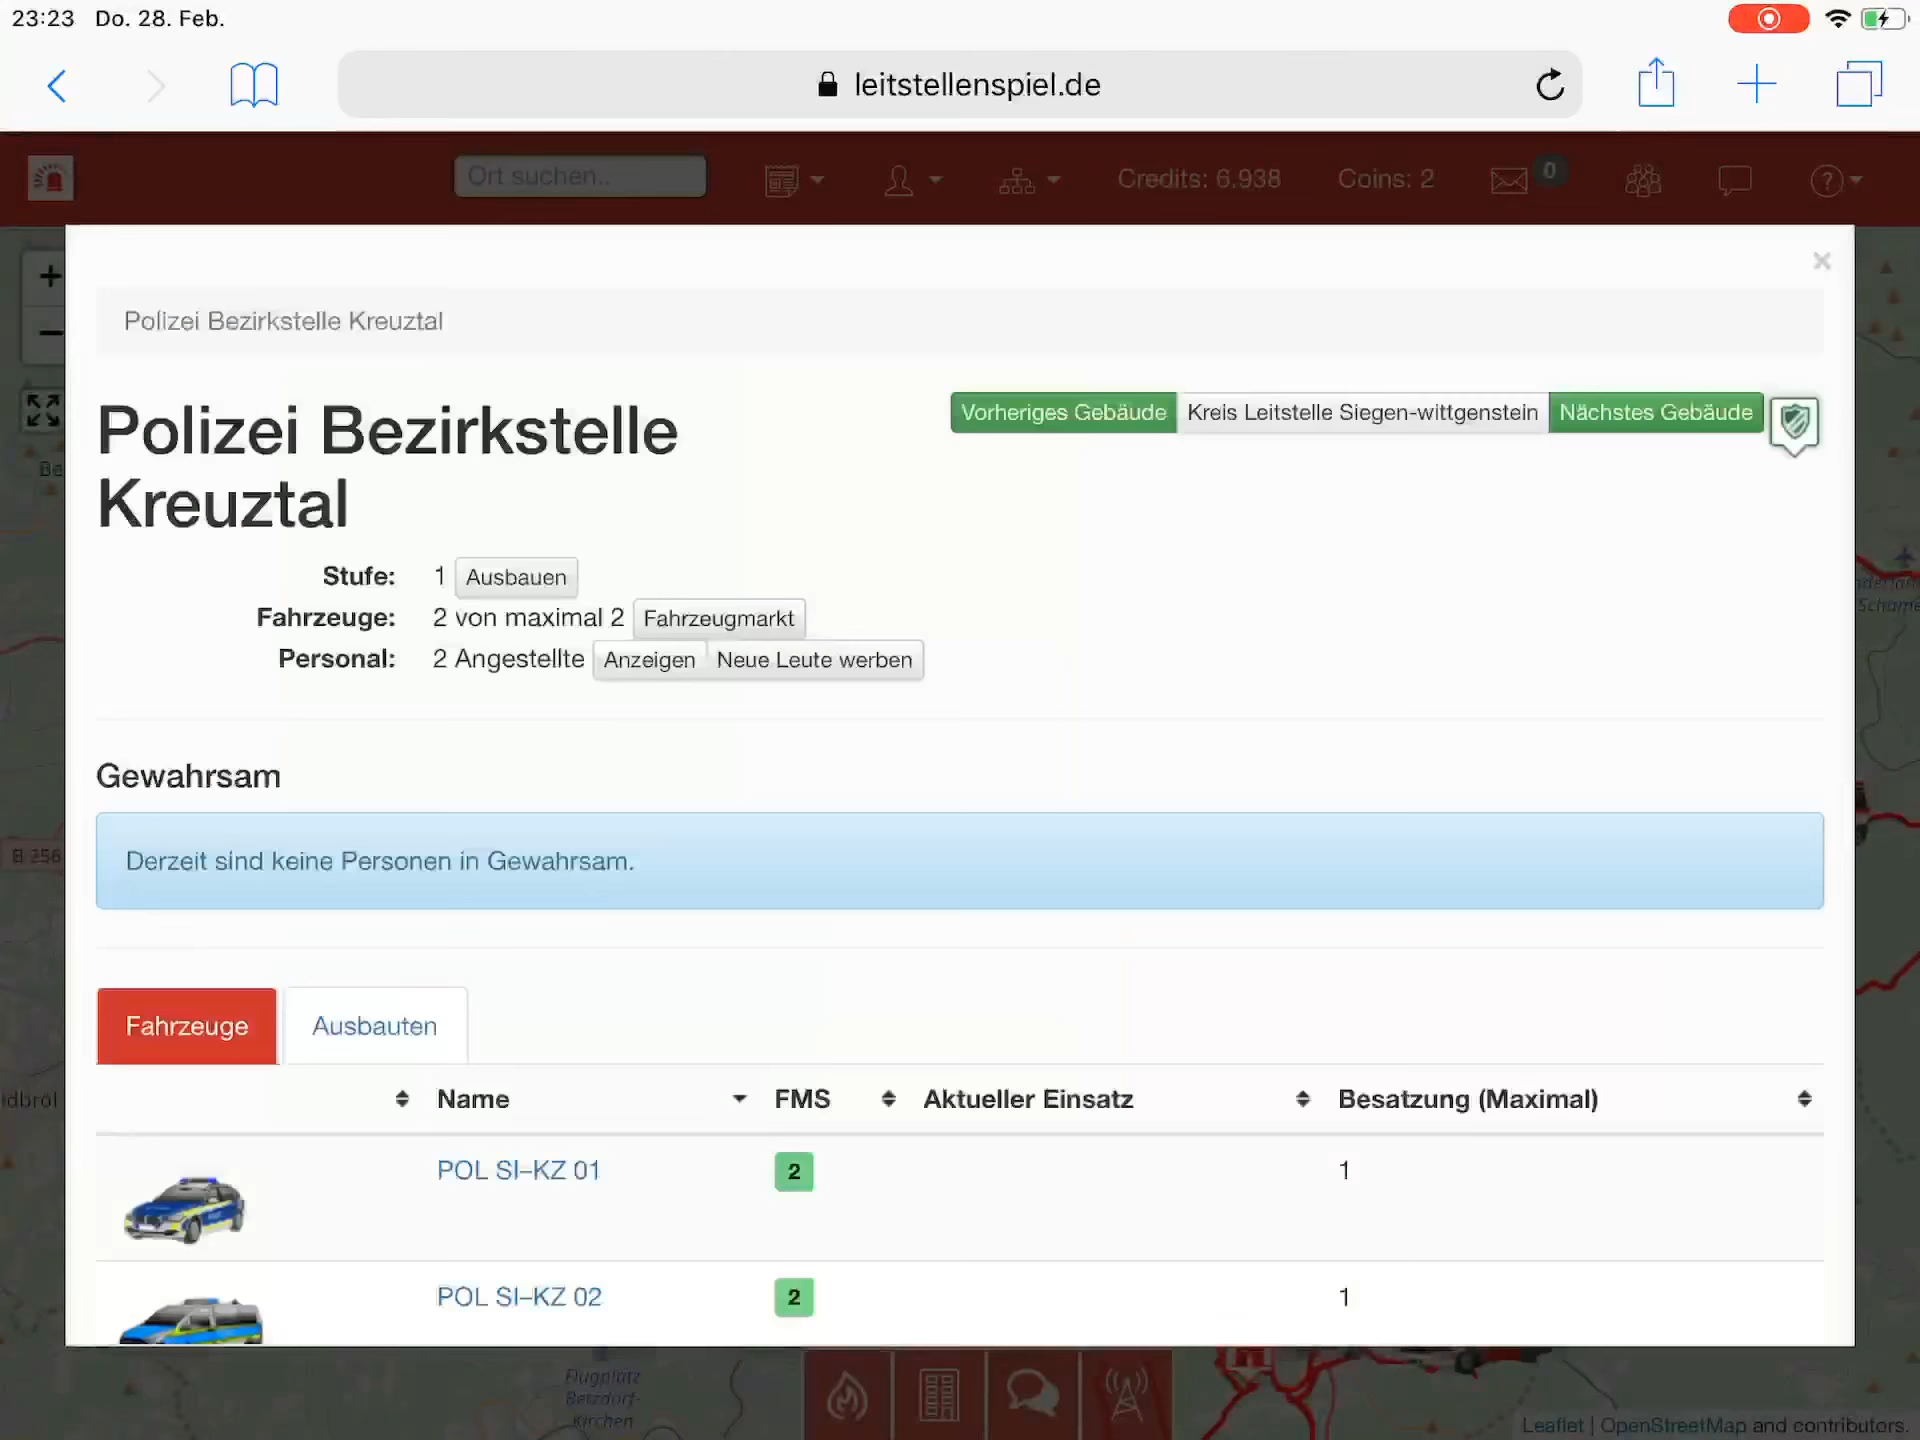 23:23 Do. 28. Feb.
leitstellenspiel.de
Ort suchen..
Credits: 6.938
Coins: 2
0
Polizei Bezirkstelle Kreuztal
Polizei Bezirkstelle
Kreuztal
Vorheriges Gebäude Kreis Leitstelle Siegen-wittgenstein Nächstes Gebäude
Stufe: 1 Ausbauen
Fahrzeuge: 2 von maximal 2 Fahrzeugmarkt
Personal: 2 Angestellte Anzeigen Neue Leute werben
Gewahrsam
Derzeit sind keine Personen in Gewahrsam.
Fahrzeuge Ausbauten
Name FMS Aktueller Einsatz Besatzung (Maximal)
POL SI–KZ 01 2 1
POL SI–KZ 02 2 1
B 256
Flugplatz
Betzdorf-
Kirchen
Leaflet | OpenStreetMap and contributors.